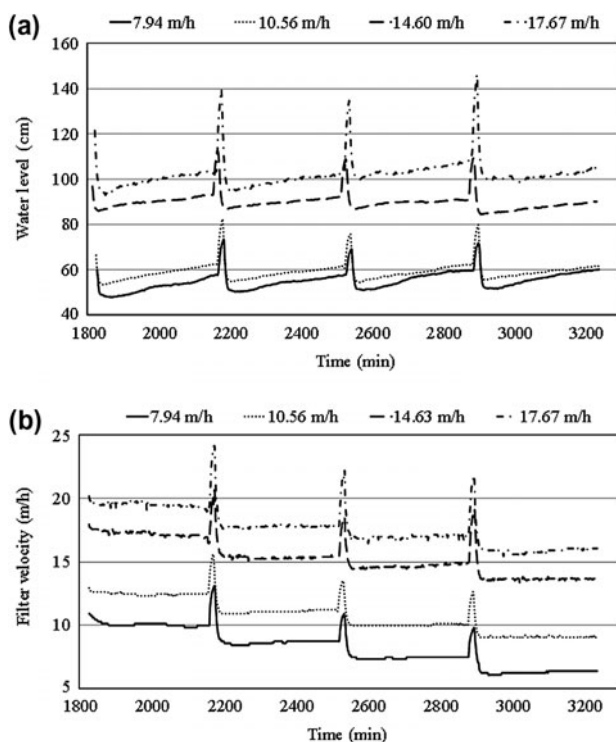 (a)
7.94 m/h 10.56 m/h 14.60 m/h 17.67 m/h
Water level (cm)
160
140
120
100
80
60
40
1800 2000 2200 2400 2600 2800 3000 3200
Time (min)
(b)
7.94 m/h 10.56 m/h 14.63 m/h 17.67 m/h
Filter velocity (m/h)
25
20
15
10
5
1800 2000 2200 2400 2600 2800 3000 3200
Time (min)